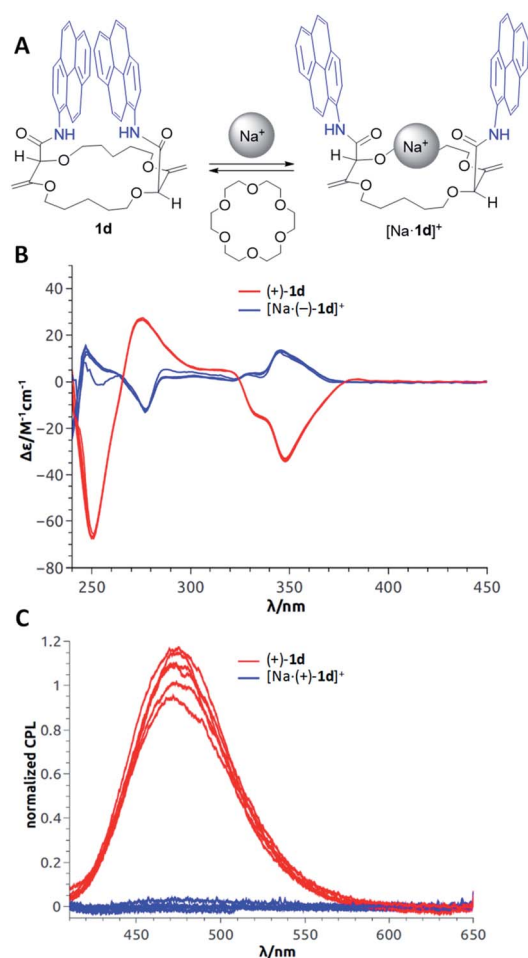 A
NH
NH
O
O
O
O
O
O
H
H
1d
Na⁺
O
O
O
O
O
O
NH
NH
O
O
O
O
O
O
Na⁺
H
H
[Na·1d]⁺
B
(+)-1d
[Na·(−)-1d]⁺
Δε/M⁻¹cm⁻¹
40
20
0
−20
−40
−60
−80
250
300
350
400
450
λ/nm
C
(+)-1d
[Na·(+)-1d]⁺
normalized CPL
1.2
1
0.8
0.6
0.4
0.2
0
450
500
550
600
650
λ/nm